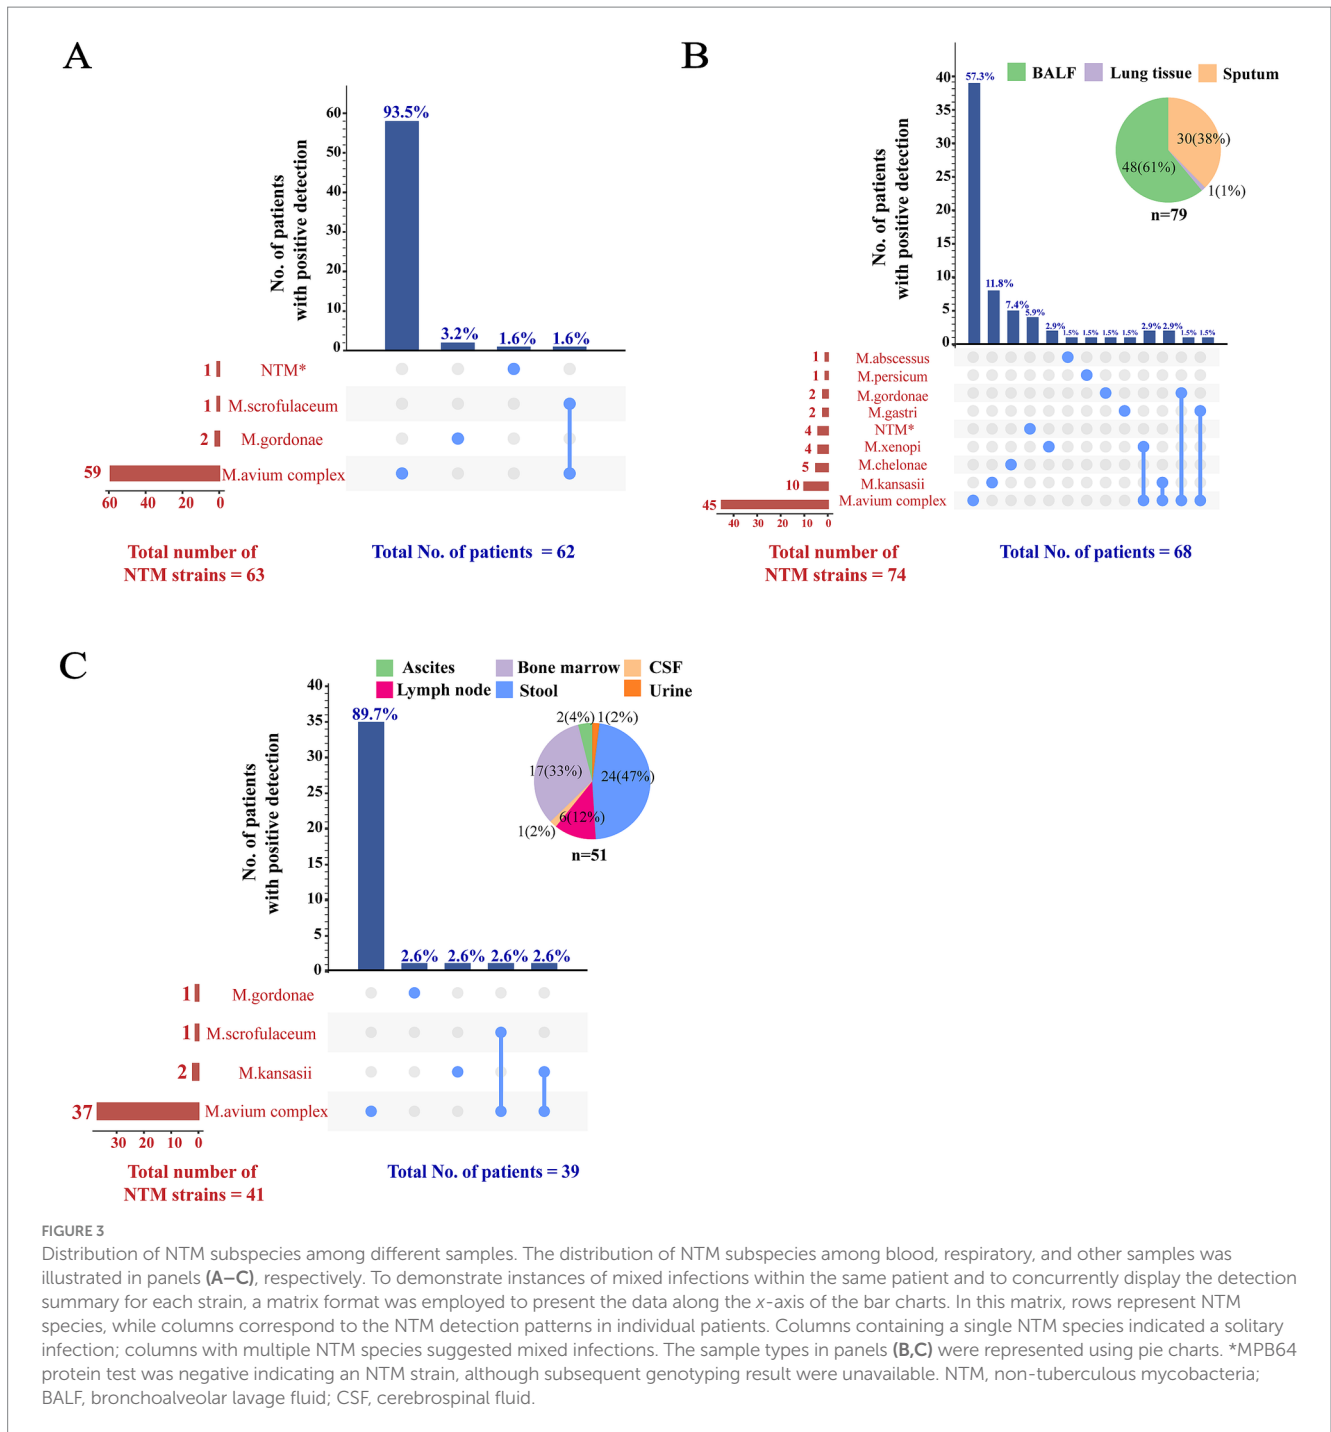 A
No. of patients
with positive detection
60
50
40
30
20
10
0
93.5%
3.2%
1.6%
1.6%
1
NTM*
1
M.scrofulaceum
2
M.gordonae
59
M.avium complex
60 40 20 0
Total number of
NTM strains = 63
Total No. of patients = 62
B
BALF
Lung tissue
Sputum
30(38%)
48(61%)
1(1%)
n=79
No. of patients
with positive detection
40
35
30
25
20
15
10
5
0
57.3%
11.8%
7.4%
5.9%
2.9%
1.5%
1.5%
1.5%
1.5%
2.9%
2.9%
1.5%
1.5%
1
M.abscessus
1
M.persicum
2
M.gordonae
2
M.gastri
4
NTM*
4
M.xenopi
5
M.chelonae
10
M.kansasii
45
M.avium complex
40 30 20 10 0
Total number of
NTM strains = 74
Total No. of patients = 68
C
Ascites
Bone marrow
CSF
Lymph node
Stool
Urine
2(4%)
1(2%)
17(33%)
24(47%)
6(12%)
1(2%)
n=51
No. of patients
with positive detection
40
35
30
25
20
15
10
5
0
89.7%
2.6%
2.6%
2.6%
2.6%
1
M.gordonae
1
M.scrofulaceum
2
M.kansasii
37
M.avium complex
30 20 10 0
Total number of
NTM strains = 41
Total No. of patients = 39
FIGURE 3
Distribution of NTM subspecies among different samples. The distribution of NTM subspecies among blood, respiratory, and other samples was
illustrated in panels (A–C), respectively. To demonstrate instances of mixed infections within the same patient and to concurrently display the detection
summary for each strain, a matrix format was employed to present the data along the x-axis of the bar charts. In this matrix, rows represent NTM
species, while columns correspond to the NTM detection patterns in individual patients. Columns containing a single NTM species indicated a solitary
infection; columns with multiple NTM species suggested mixed infections. The sample types in panels (B,C) were represented using pie charts. *MPB64
protein test was negative indicating an NTM strain, although subsequent genotyping result were unavailable. NTM, non-tuberculous mycobacteria;
BALF, bronchoalveolar lavage fluid; CSF, cerebrospinal fluid.